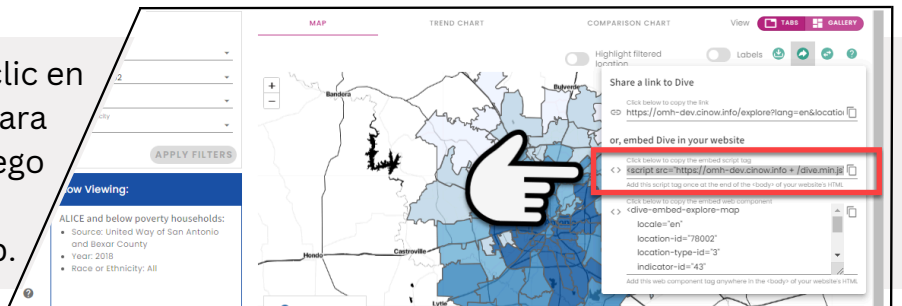 clic en
ara
ego
o.
MAP
TREND CHART
COMPARISON CHART
View
TABS
GALLERY
Highlight filtered
location
Labels
APPLY FILTERS
ow Viewing:
ALICE and below poverty households:
Source: United Way of San Antonio
and Bexar County
Year: 2018
Race or Ethnicity: All
+
−
Bandera
Bulverde
Hondo
Castroville
Lytle
Share a link to Dive
Click below to copy the link
https://omh-dev.cinow.info/explore?lang=en&locatio
or, embed Dive in your website
Click below to copy the embed script tag
<script src="https://omh-dev.cinow.info + /dive.min.js
Add this script tag once at the end of the <body> of your website's HTML
Click below to copy the embed web component
<dive-embed-explore-map
locale="en"
location-id="78002"
location-type-id="3"
indicator-id="43"
Add this web component tag anywhere in the <body> of your website's HTML